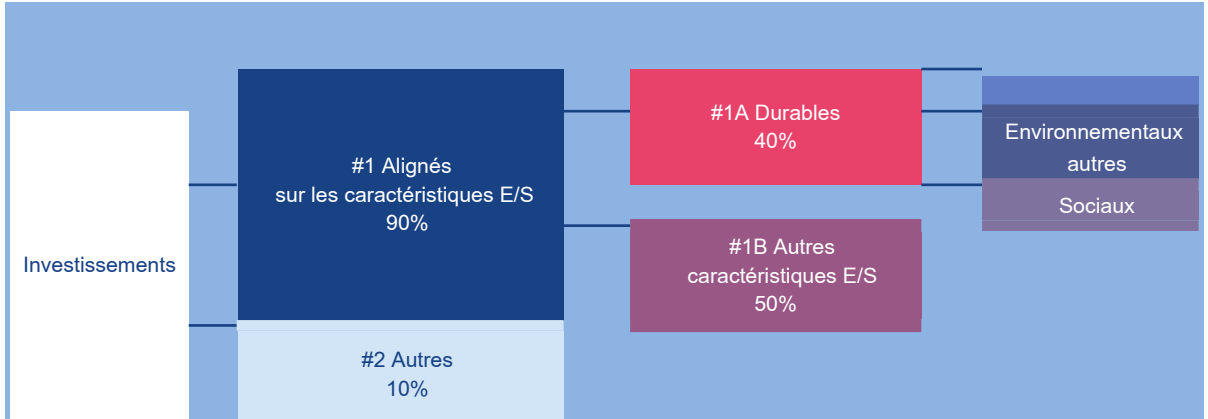 Investissements
#1 Alignés
sur les caractéristiques E/S
90%
#2 Autres
10%
#1A Durables
40%
#1B Autres
caractéristiques E/S
50%
Environnementaux
autres
Sociaux